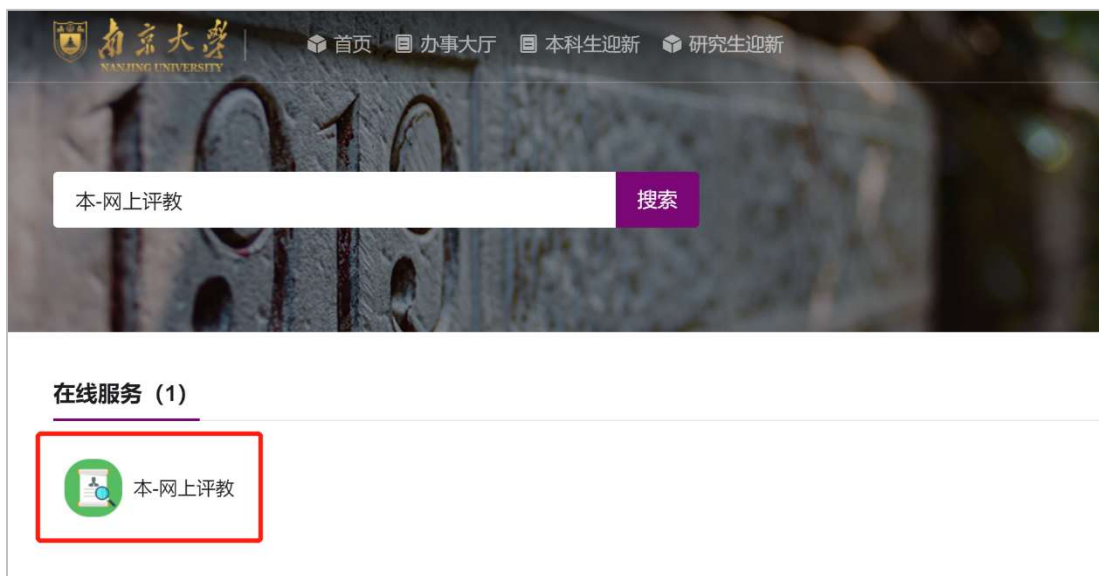 南京大学
NANJING UNIVERSITY
首页 办事大厅 本科生迎新 研究生迎新
本-网上评教 搜索
在线服务（1）
本-网上评教